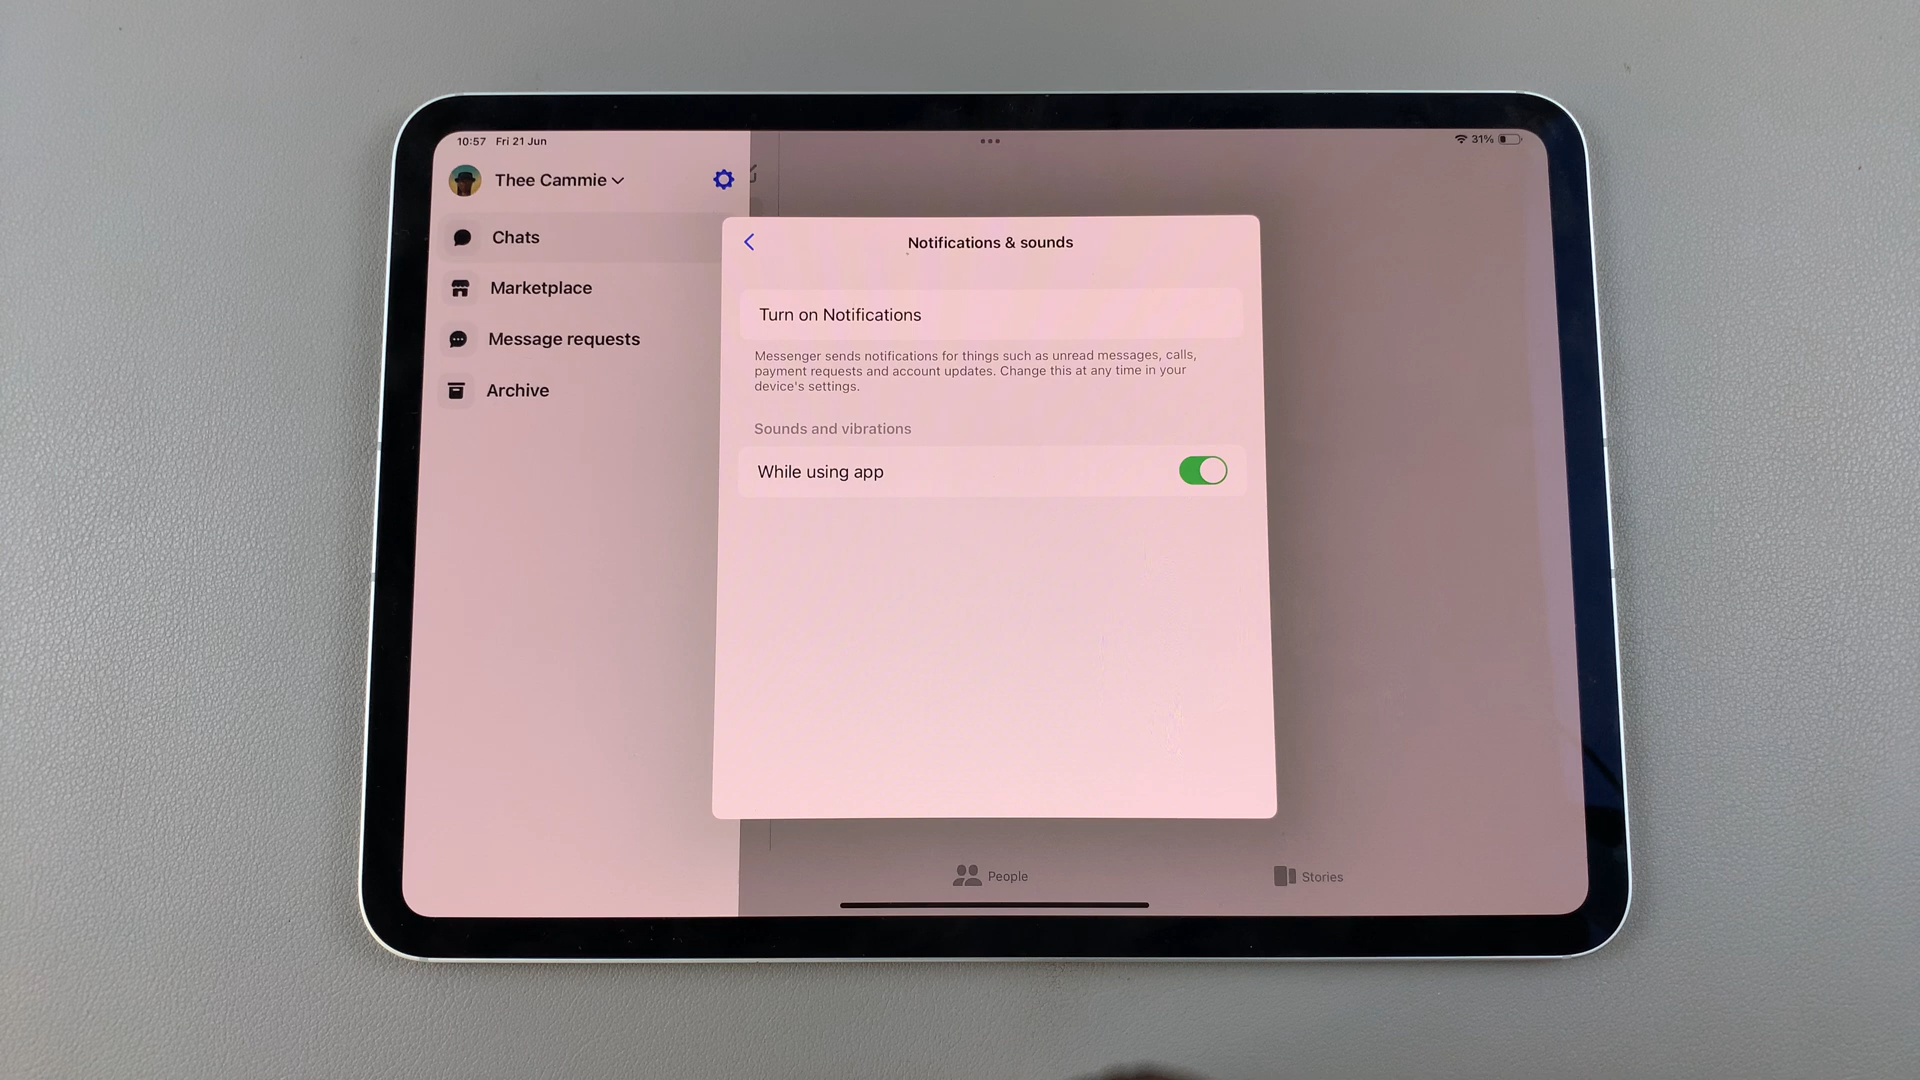 10:57 Fri 21 Jun
31%
Thee Cammie
Chats
Marketplace
Message requests
Archive
Notifications & sounds
Turn on Notifications
Messenger sends notifications for things such as unread messages, calls,
payment requests and account updates. Change this at any time in your
device's settings.
Sounds and vibrations
While using app
People
Stories